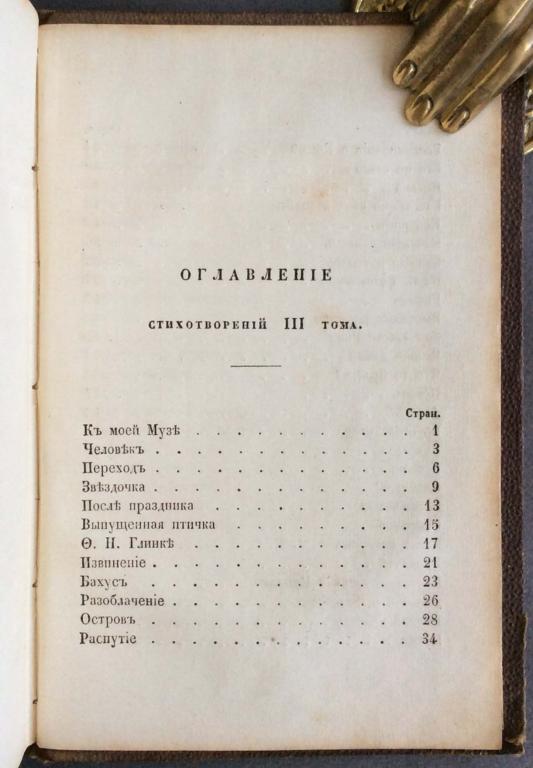 ОГЛАВЛЕНІЕ
СТИХОТВОРЕНІЙ III ТОМА.
Стран.
Къ моей Музѣ . . . . . . . . . . . . 1
Человѣкъ . . . . . . . . . . . . . . 3
Переходъ . . . . . . . . . . . . . . 6
Звѣздочка . . . . . . . . . . . . . . 9
Послѣ праздника . . . . . . . . . . . 13
Выпущенная птичка . . . . . . . . . . 15
Ѳ. Н. Глинкѣ . . . . . . . . . . . . 17
Извиненіе . . . . . . . . . . . . . . 21
Бахусъ . . . . . . . . . . . . . . 23
Разоблаченіе . . . . . . . . . . . . . 26
Островъ . . . . . . . . . . . . . . 28
Распутіе . . . . . . . . . . . . . . 34